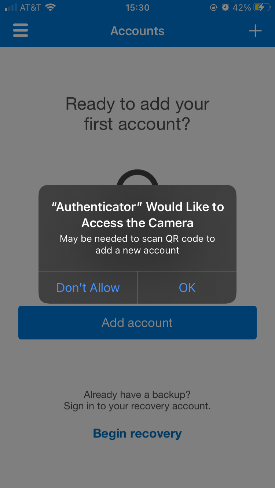 AT&T 15:30 42%
Accounts
Ready to add your
first account?
“Authenticator” Would Like to
Access the Camera
May be needed to scan QR code to
add a new account
Don’t Allow OK
Add account
Already have a backup?
Sign in to your recovery account.
Begin recovery